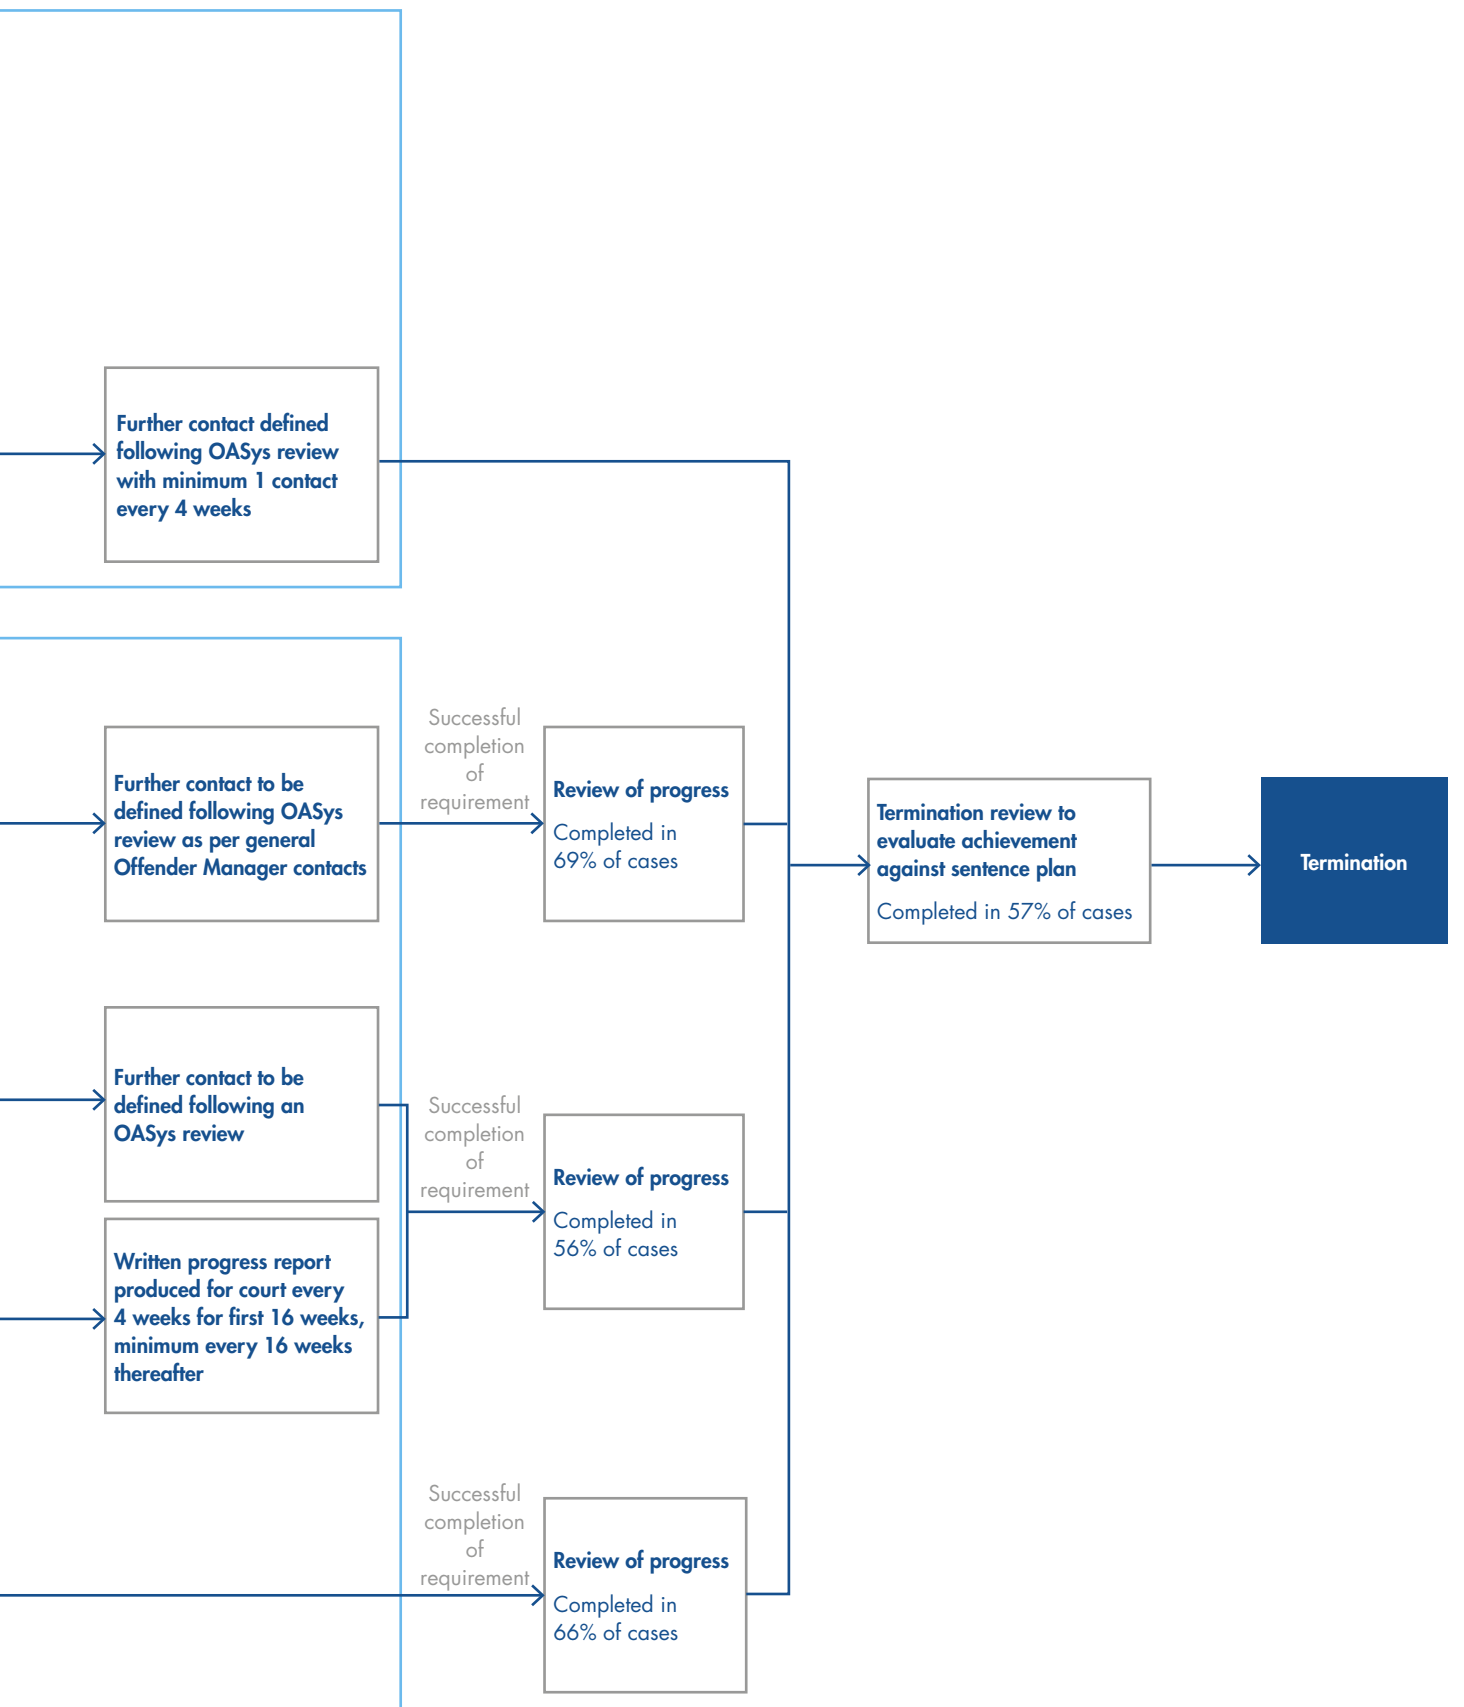 Further contact defined
following OASys review
with minimum 1 contact
every 4 weeks
Further contact to be
defined following OASys
review as per general
Offender Manager contacts
Successful
completion
of
requirement
Review of progress
Completed in
69% of cases
Termination review to
evaluate achievement
against sentence plan
Completed in 57% of cases
Termination
Further contact to be
defined following an
OASys review
Written progress report
produced for court every
4 weeks for first 16 weeks,
minimum every 16 weeks
thereafter
Successful
completion
of
requirement
Review of progress
Completed in
56% of cases
Successful
completion
of
requirement
Review of progress
Completed in
66% of cases